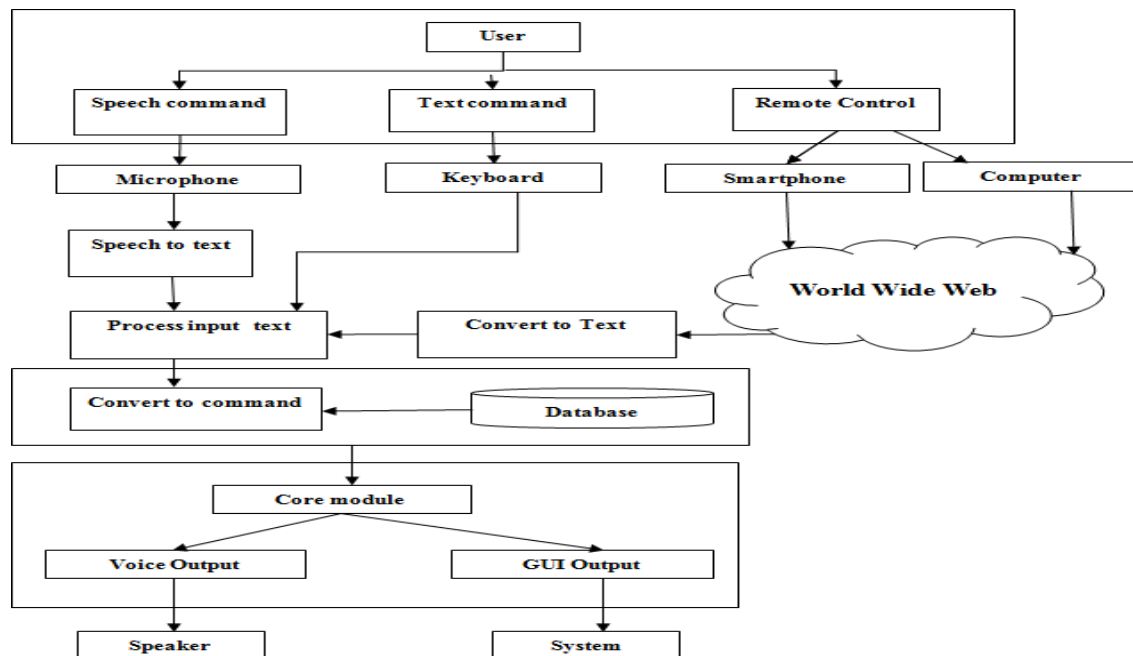 User
Speech command
Text command
Remote Control
Microphone
Keyboard
Smartphone
Computer
Speech to text
World Wide Web
Process input text
Convert to Text
Convert to command
Database
Core module
Voice Output
GUI Output
Speaker
System